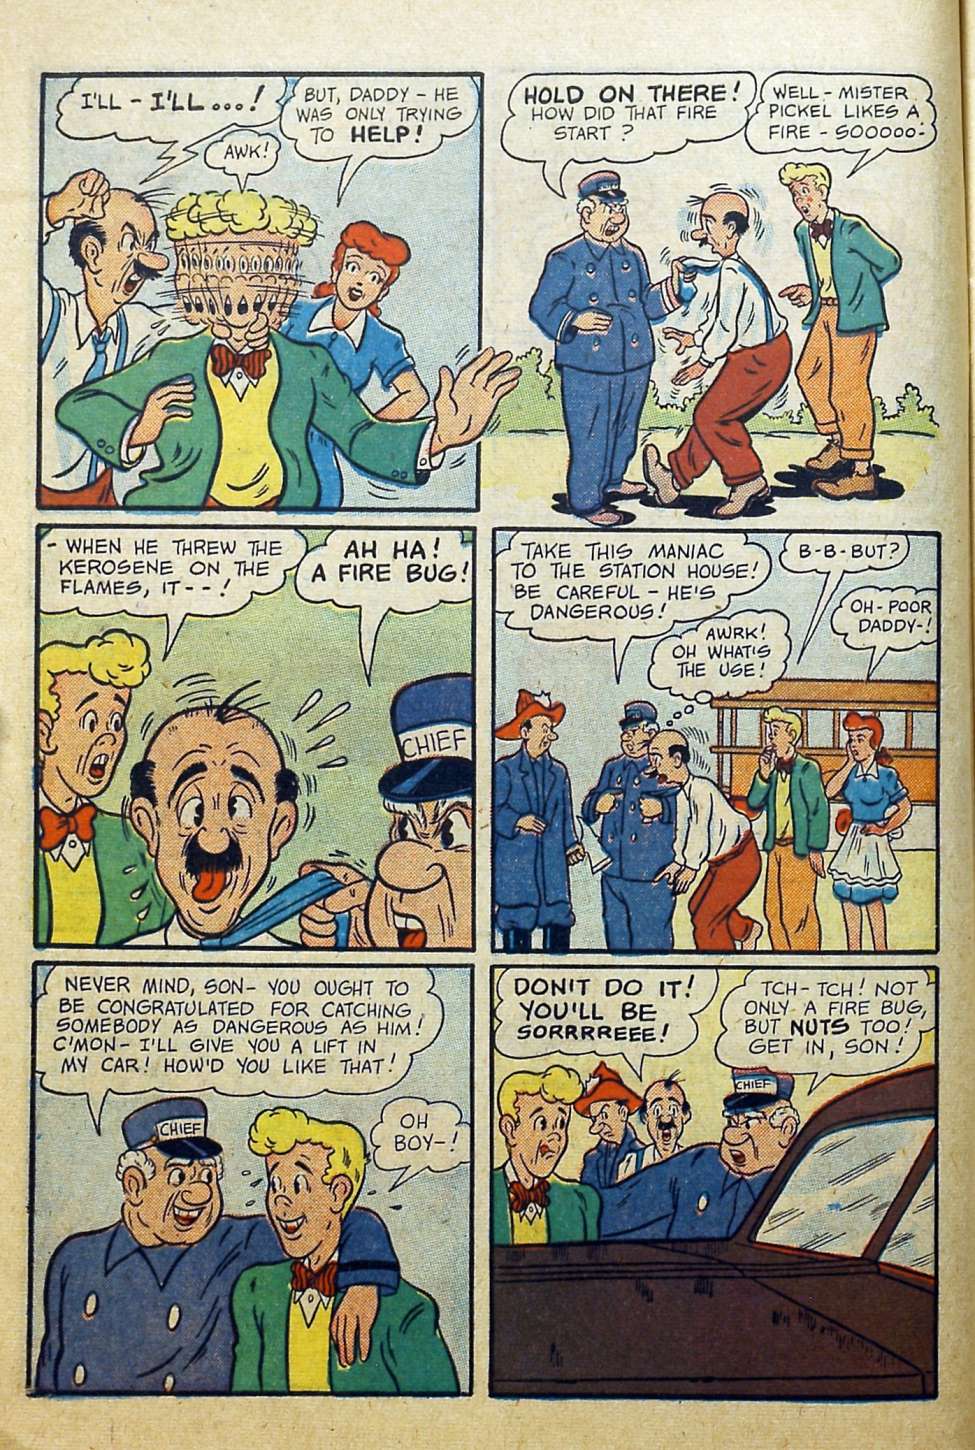 I'LL - I'LL...!
AWK!
BUT, DADDY - HE
WAS ONLY TRYING
TO HELP!
HOLD ON THERE!
HOW DID THAT FIRE
START?
WELL - MISTER
PICKEL LIKES A
FIRE - SOOOOO-
- WHEN HE THREW THE
KEROSENE ON THE
FLAMES, IT - - !
AH HA!
A FIRE BUG!
CHIEF
TAKE THIS MANIAC
TO THE STATION HOUSE!
BE CAREFUL - HE'S
DANGEROUS!
AWRK!
OH WHAT'S
THE USE!
B-B-BUT?
OH - POOR
DADDY-!
NEVER MIND, SON - YOU OUGHT TO
BE CONGRATULATED FOR CATCHING
SOMEBODY AS DANGEROUS AS HIM!
C'MON - I'LL GIVE YOU A LIFT IN
MY CAR! HOW'D YOU LIKE THAT!
OH
BOY-!
CHIEF
DON'T DO IT!
YOU'LL BE
SORRRREEE!
TCH - TCH! NOT
ONLY A FIRE BUG,
BUT NUTS TOO!
GET IN, SON!
CHIEF